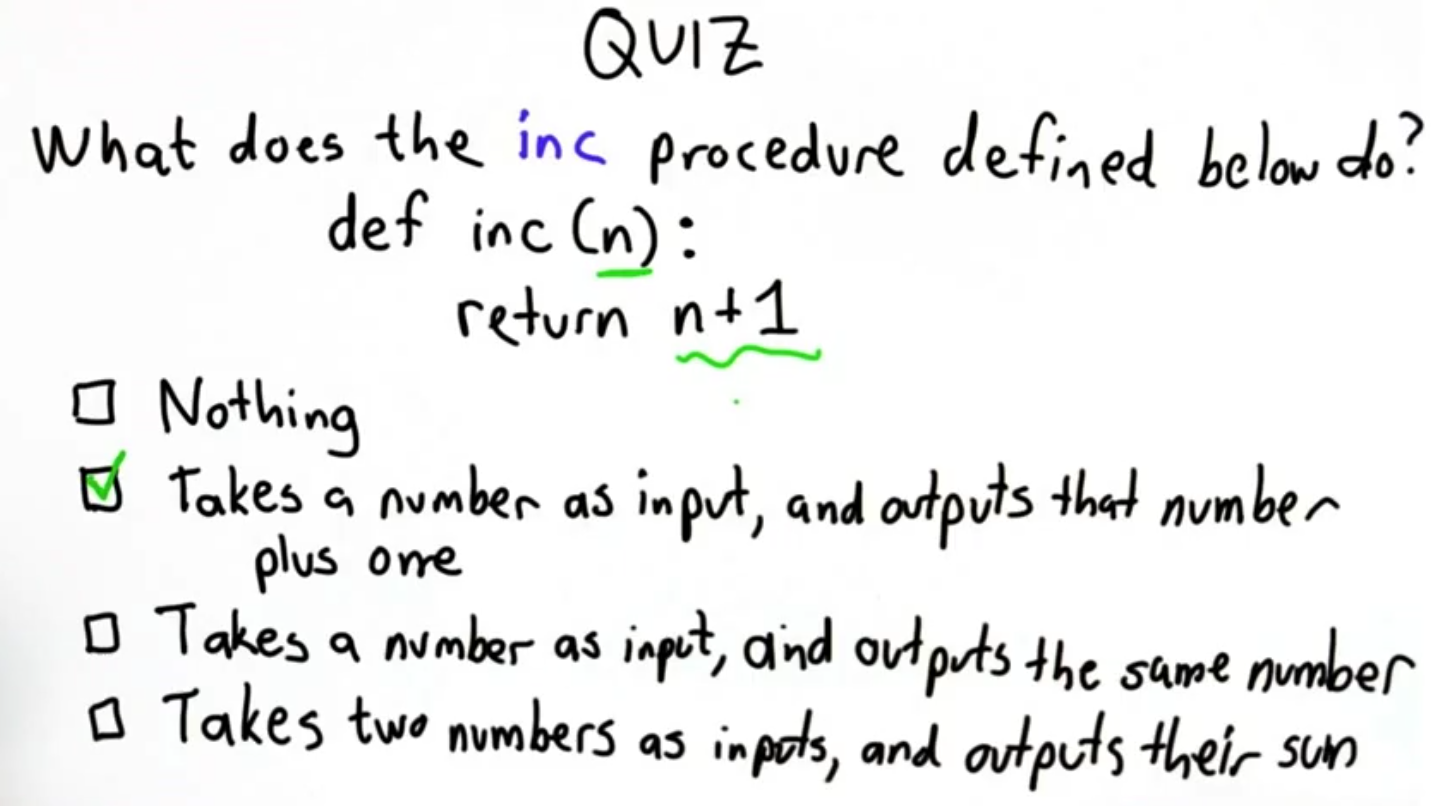 QUIZ
What does the inc procedure defined below do?
def inc (n):
return n+1
Nothing
Takes a number as input, and outputs that number
plus one
Takes a number as input, and outputs the same number
Takes two numbers as inputs, and outputs their sum